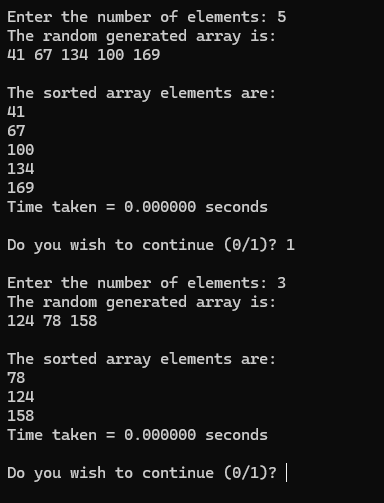 Enter the number of elements: 5
The random generated array is:
41 67 134 100 169
The sorted array elements are:
41
67
100
134
169
Time taken = 0.000000 seconds
Do you wish to continue (0/1)? 1
Enter the number of elements: 3
The random generated array is:
124 78 158
The sorted array elements are:
78
124
158
Time taken = 0.000000 seconds
Do you wish to continue (0/1)?